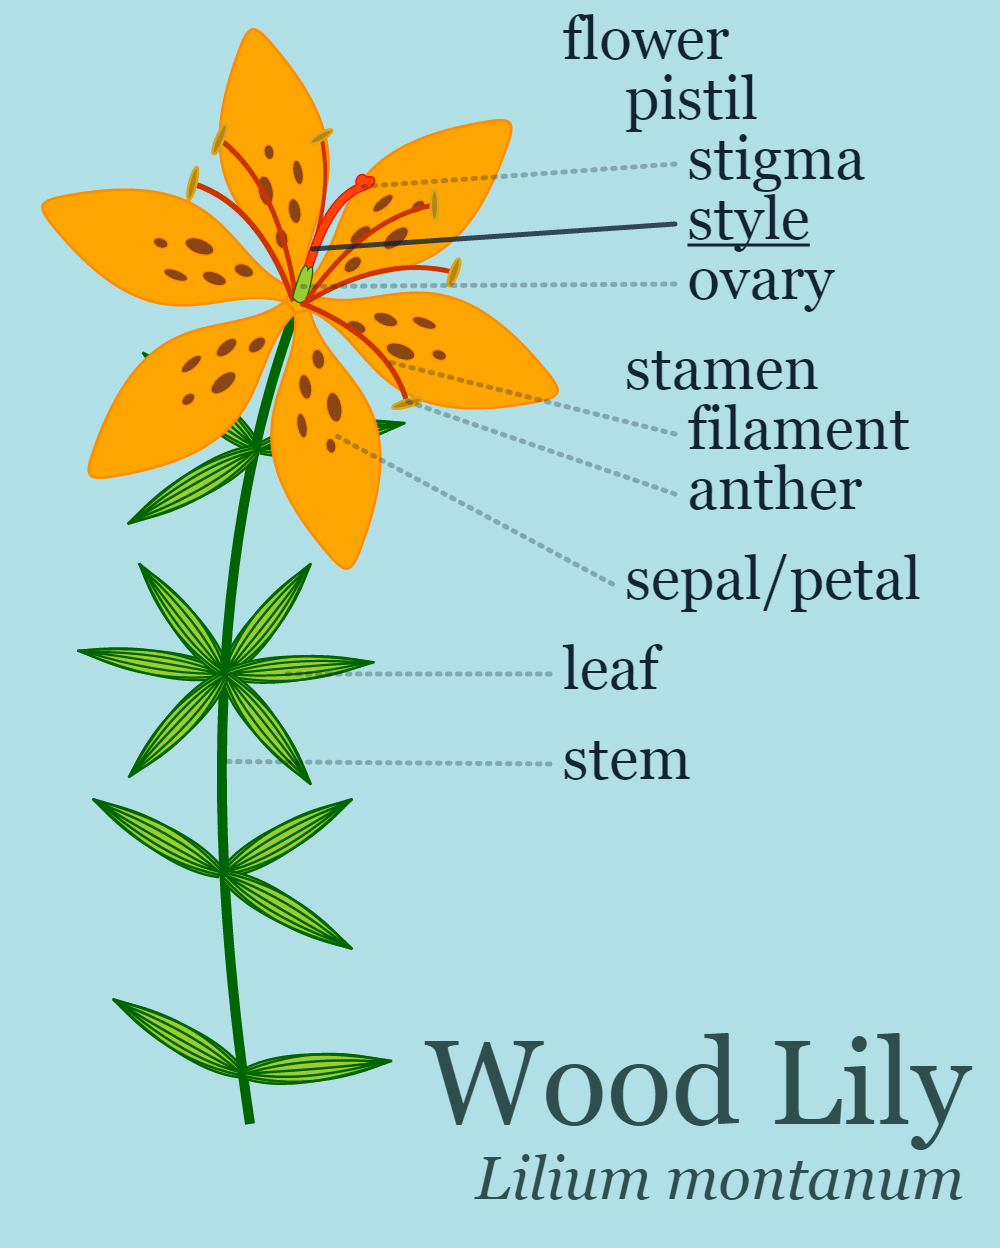 flower
pistil
stigma
style
ovary
stamen
filament
anther
sepal/petal
leaf
stem
Wood Lily
Lilium montanum